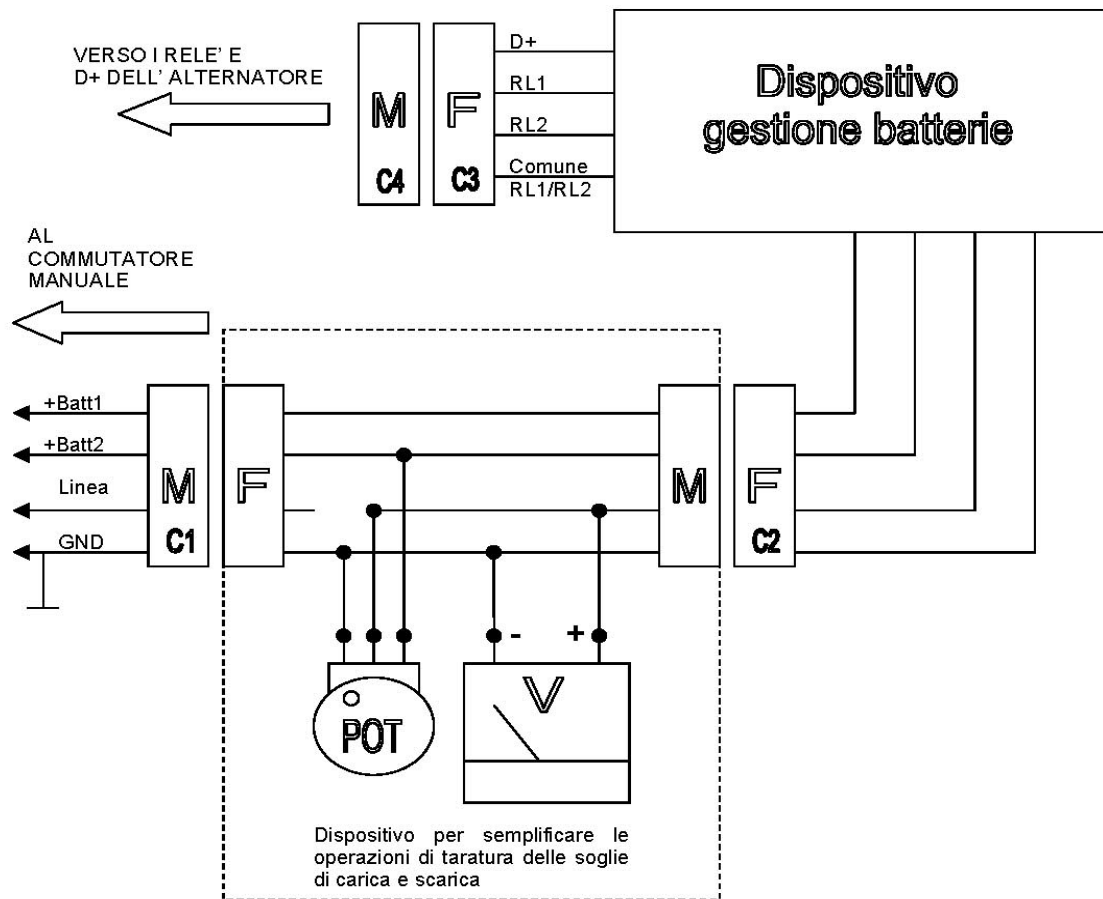 VERSO I RELE' E
D+ DELL' ALTERNATORE
M
C4
F
C3
D+
RL1
RL2
Comune
RL1/RL2
Dispositivo
gestione batterie
AL
COMMUTATORE
MANUALE
+Batt1
+Batt2
Linea
GND
M
C1
F
M
F
C2
- +
POT
V
Dispositivo per semplificare le
operazioni di taratura delle soglie
di carica e scarica